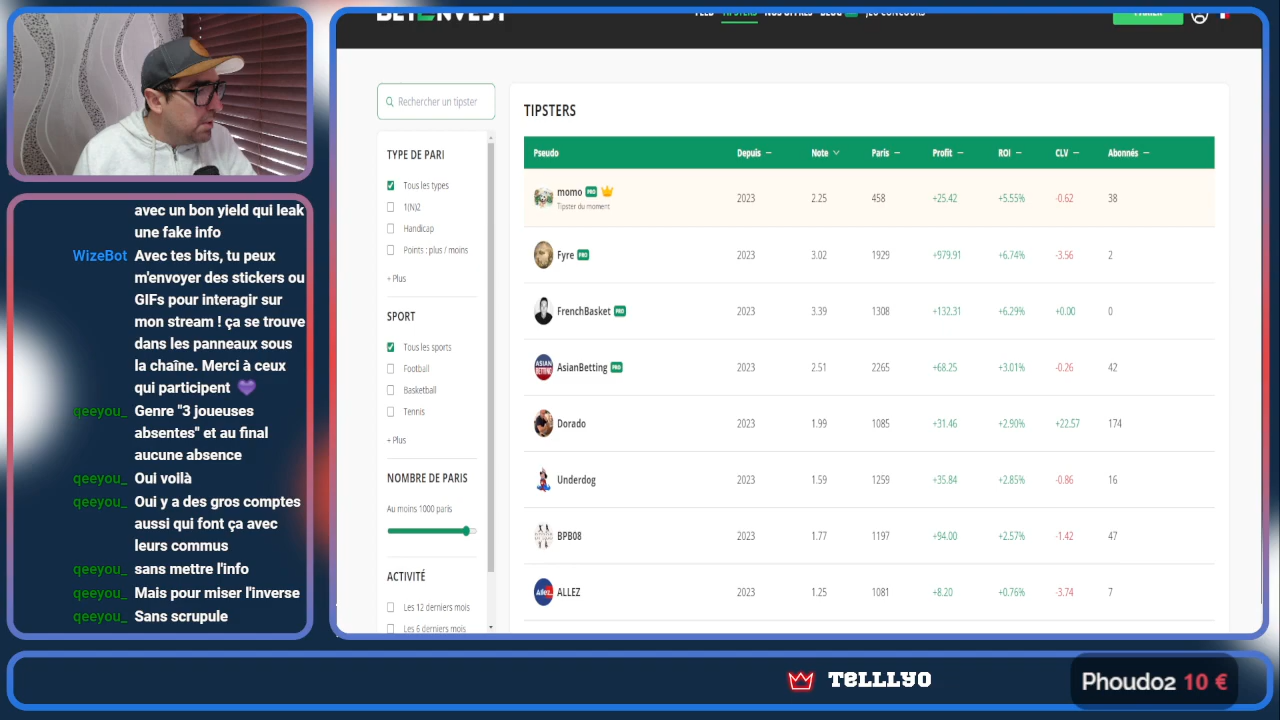 avec un bon yield qui leak
une fake info
WizeBot Avec tes bits, tu peux
m'envoyer des stickers ou
GIFs pour interagir sur
mon stream ! ça se trouve
dans les panneaux sous
la chaîne. Merci à ceux
qui participent 💜
qeeyou_ Genre "3 joueuses
absentes" et au final
aucune absence
qeeyou_ Oui voilà
qeeyou_ Oui y a des gros comptes
aussi qui font ça avec
leurs commus
qeeyou_ sans mettre l'info
qeeyou_ Mais pour miser l'inverse
qeeyou_ Sans scrupule
FEED TIPSTERS NOS OFFRES BLOG JEU CONCOURS
Rechercher un tipster
TYPE DE PARI
Tous les types
1(N)2
Handicap
Points : plus / moins
+ Plus
SPORT
Tous les sports
Football
Basketball
Tennis
+ Plus
NOMBRE DE PARIS
Au moins 1000 paris
ACTIVITÉ
Les 12 derniers mois
Les 6 derniers mois
TIPSTERS
Pseudo Depuis Note Paris Profit ROI CLV Abonnés
momo PRO 2023 2.25 458 +25.42 +5.55% -0.62 38
Tipster du moment
Fyre PRO 2023 3.02 1929 +979.91 +6.74% -3.56 2
FrenchBasket PRO 2023 3.39 1308 +132.31 +6.29% +0.00 0
ASIAN BETTING AsianBetting PRO 2023 2.51 2265 +68.25 +3.01% -0.26 42
Dorado 2023 1.99 1085 +31.46 +2.90% +22.57 174
Underdog 2023 1.59 1259 +35.84 +2.85% -0.86 16
BPB08 2023 1.77 1197 +94.00 +2.57% -1.42 47
Allez ALLEZ 2023 1.25 1081 +8.20 +0.76% -3.74 7
TELLLYO
Phoudo2 10 €